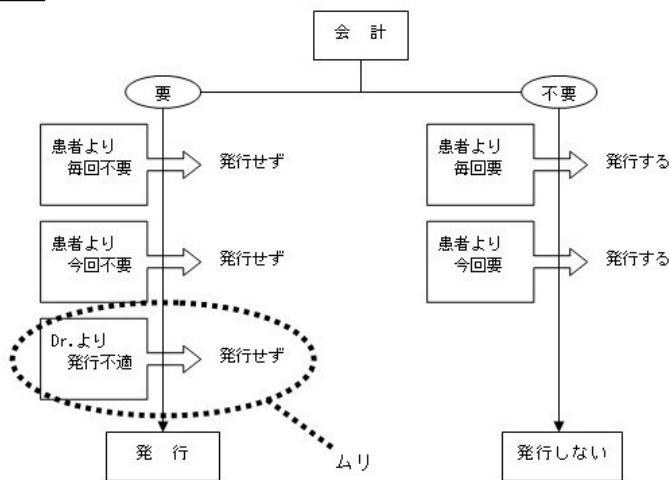 会 計
要
不要
患者より
毎回不要
発行せず
患者より
毎回要
発行する
患者より
今回不要
発行せず
患者より
今回要
発行する
Dr.より
発行不適
発行せず
発 行
ムリ
発行しない